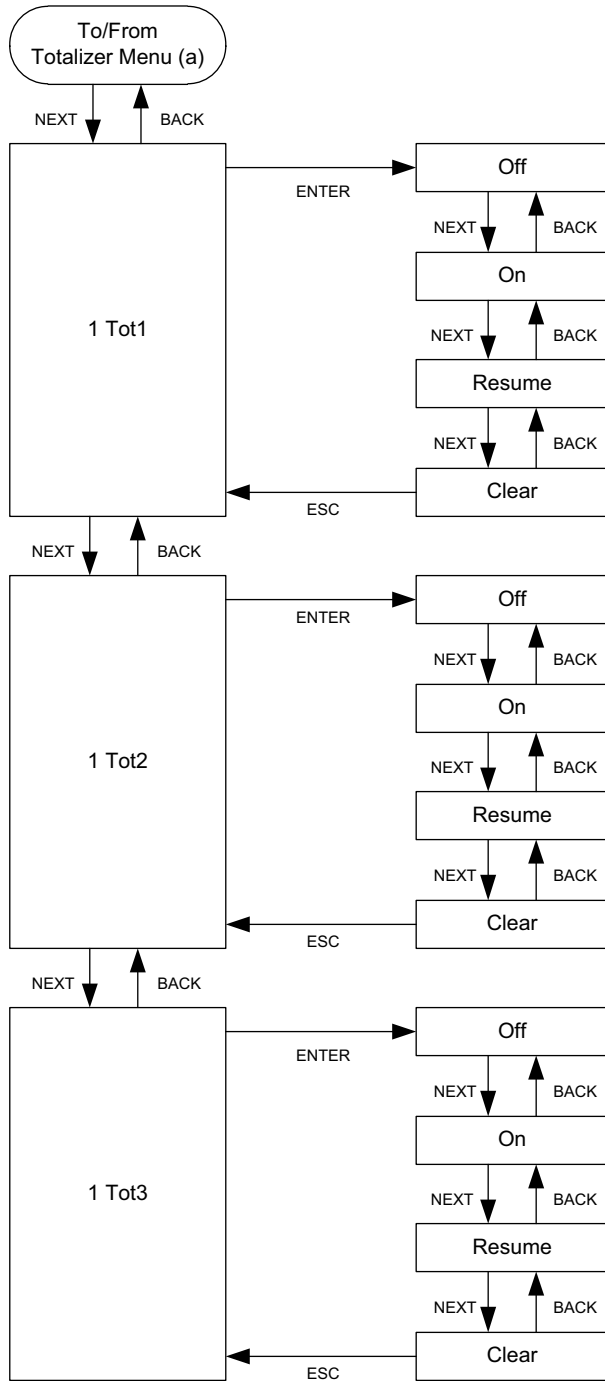 To/From
Totalizer Menu (a)
NEXT
BACK
1 Tot1
ENTER
Off
NEXT
BACK
On
NEXT
BACK
Resume
NEXT
BACK
Clear
ESC
NEXT
BACK
1 Tot2
ENTER
Off
NEXT
BACK
On
NEXT
BACK
Resume
NEXT
BACK
Clear
ESC
NEXT
BACK
1 Tot3
ENTER
Off
NEXT
BACK
On
NEXT
BACK
Resume
NEXT
BACK
Clear
ESC